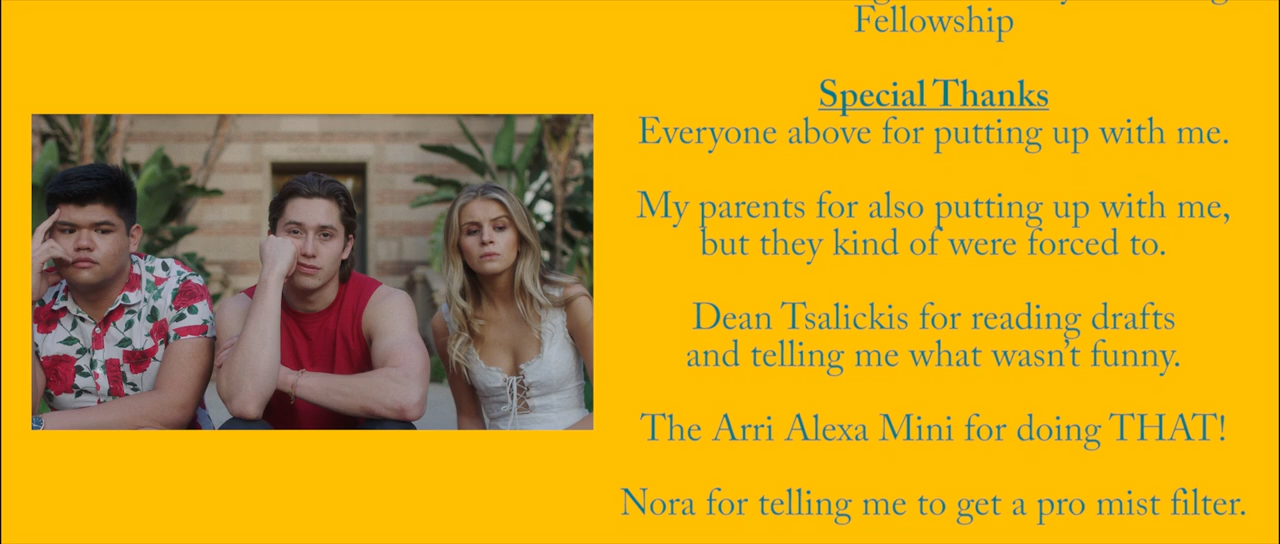 Fellowship
Special Thanks
Everyone above for putting up with me.
My parents for also putting up with me,
but they kind of were forced to.
Dean Tsalickis for reading drafts
and telling me what wasn't funny.
The Arri Alexa Mini for doing THAT!
Nora for telling me to get a pro mist filter.